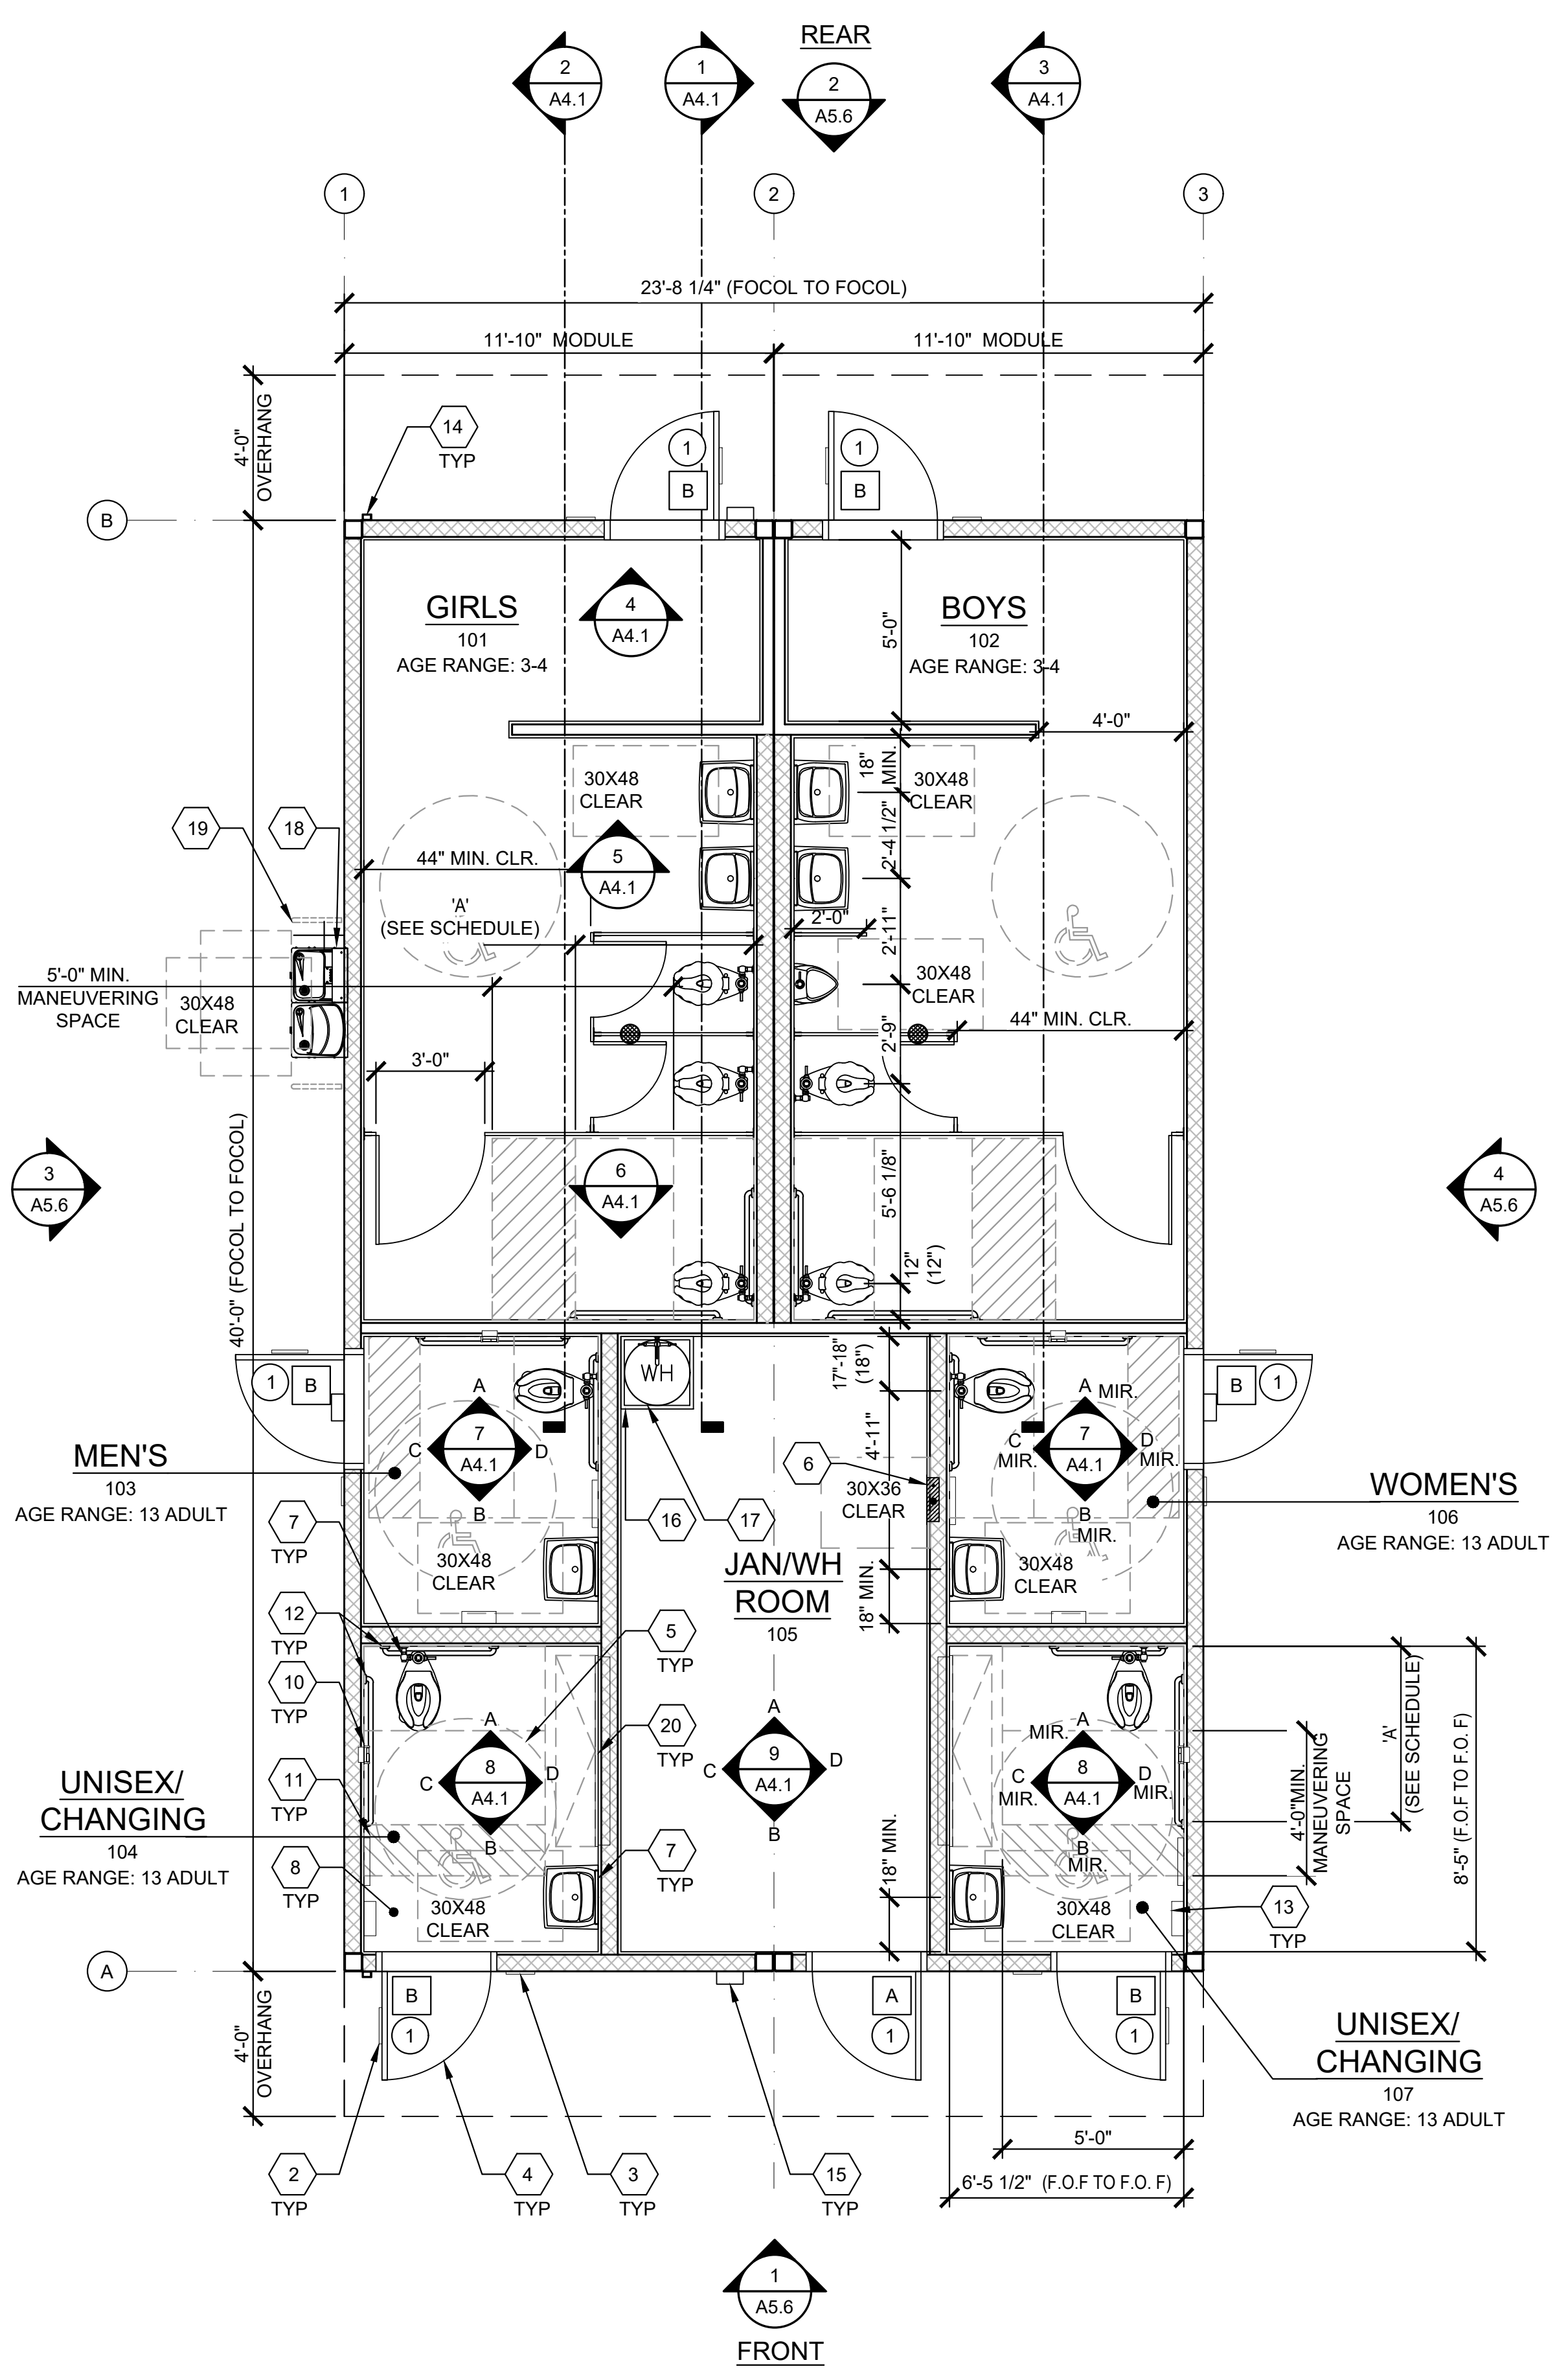 REAR
2
A4.1
1
A4.1
2
A5.6
3
A4.1
1
2
3
23'-8 1/4" (FOCOL TO FOCOL)
11'-10" MODULE
11'-10" MODULE
4'-0"
OVERHANG
14
TYP
1
B
1
B
B
GIRLS
101
AGE RANGE: 3-4
4
A4.1
BOYS
102
AGE RANGE: 3-4
5'-0"
4'-0"
30X48
CLEAR
18"
MIN.
30X48
CLEAR
19
18
44" MIN. CLR.
5
A4.1
2'-4 1/2"
'A'
(SEE SCHEDULE)
2'-0"
2'-11"
5'-0" MIN.
MANEUVERING
SPACE
30X48
CLEAR
30X48
CLEAR
44" MIN. CLR.
2'-9"
3'-0"
40'-0" (FOCOL TO FOCOL)
3
A5.6
6
A4.1
5'-6 1/8"
4
A5.6
12"
(12")
1
B
WH
17"-18"
(18")
B
1
A
7
A4.1
C
D
B
A
MIR.
7
A4.1
C
MIR.
D
MIR.
B
MIR.
MEN'S
103
AGE RANGE: 13 ADULT
4'-11"
6
30X36
CLEAR
WOMEN'S
106
AGE RANGE: 13 ADULT
7
TYP
16
17
30X48
CLEAR
JAN/WH
ROOM
105
18" MIN.
30X48
CLEAR
12
TYP
5
TYP
10
TYP
20
TYP
11
TYP
UNISEX/
CHANGING
104
AGE RANGE: 13 ADULT
A
8
A4.1
C
D
B
A
9
A4.1
C
D
B
MIR.
A
8
A4.1
C
MIR.
D
MIR.
B
MIR.
'A'
(SEE SCHEDULE)
4'-0"MIN.
MANEUVERING
SPACE
8'-5" (F.O.F TO F.O. F)
8
TYP
7
TYP
18" MIN.
30X48
CLEAR
30X48
CLEAR
13
TYP
A
B
1
A
1
B
1
4'-0"
OVERHANG
UNISEX/
CHANGING
107
AGE RANGE: 13 ADULT
5'-0"
6'-5 1/2" (F.O.F TO F.O. F)
2
TYP
4
TYP
3
TYP
15
TYP
1
A5.6
FRONT